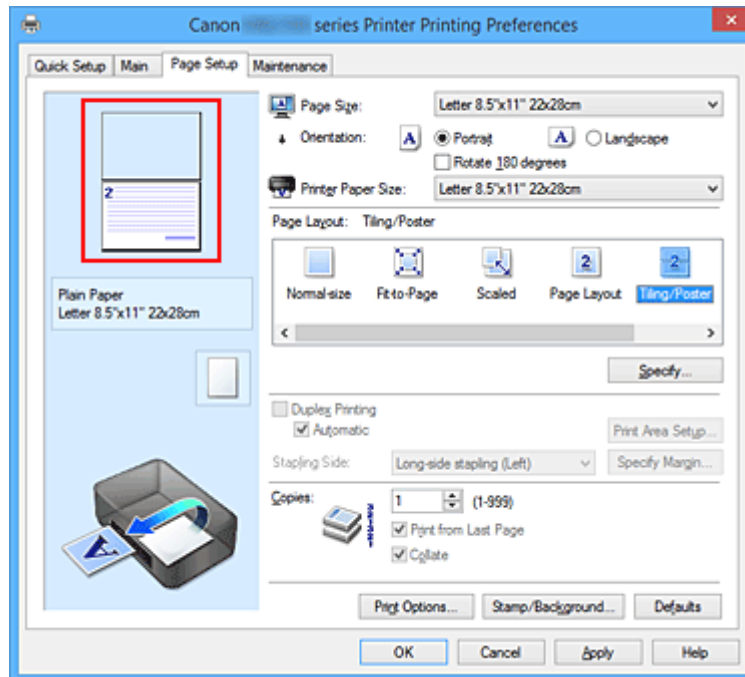 Canon series Printer Printing Preferences
Quick Setup Main Page Setup Maintenance
Page Size: Letter 8.5"x11" 22x28cm
Orientation: A Portrait A Landscape
Rotate 180 degrees
Printer Paper Size: Letter 8.5"x11" 22x28cm
Page Layout: Tiling/Poster
Normal-size Fit-to-Page Scaled Page Layout Tiling/Poster
2
2
2
Plain Paper
Letter 8.5"x11" 22x28cm
Specify...
Duplex Printing
Automatic
Print Area Setup...
Stapling Side: Long-side stapling (Left) Specify Margin...
Copies: 1 (1-999)
Print from Last Page
Collate
A
Print Options... Stamp/Background... Defaults
OK Cancel Apply Help